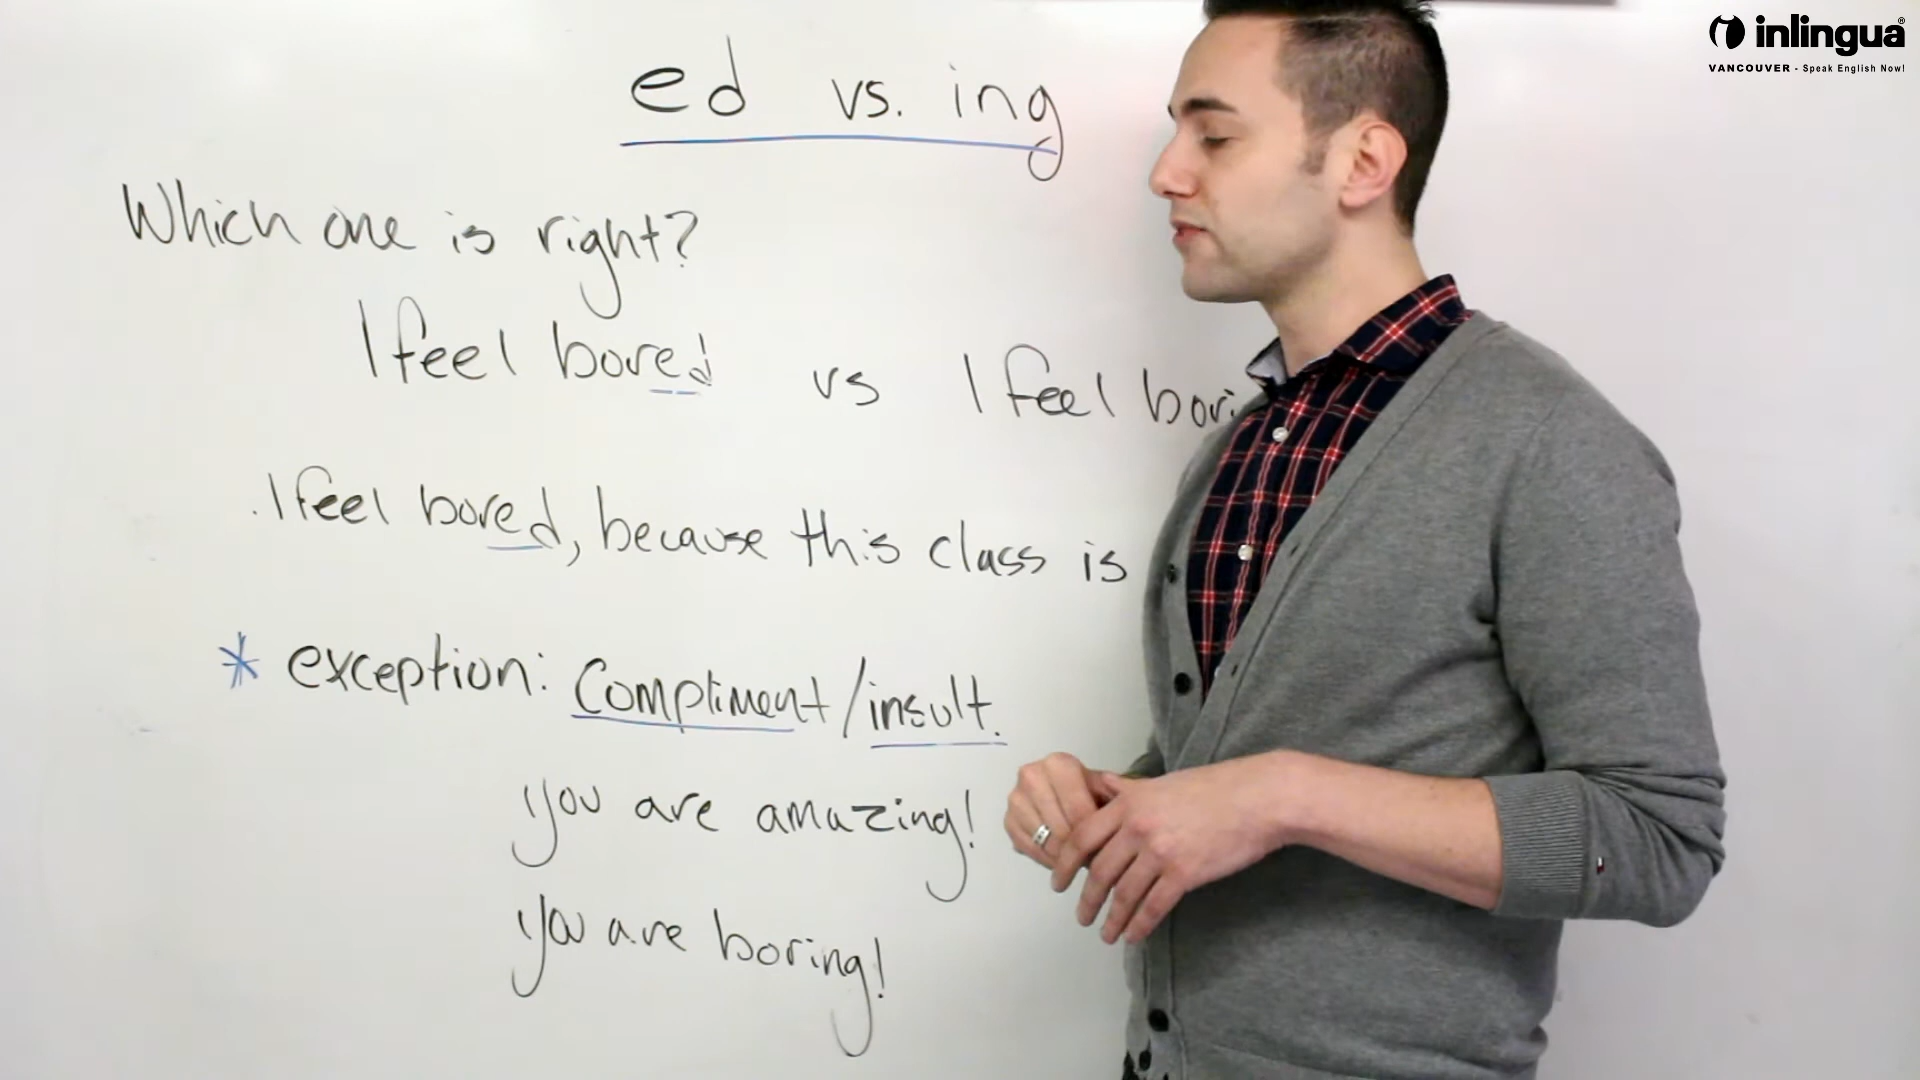 inlingua®
VANCOUVER - Speak English Now!
ed vs. ing
Which one is right?
I feel bored vs I feel bori
. I feel bored, because this class is
* exception: Compliment/insult.
you are amazing!
You are boring!